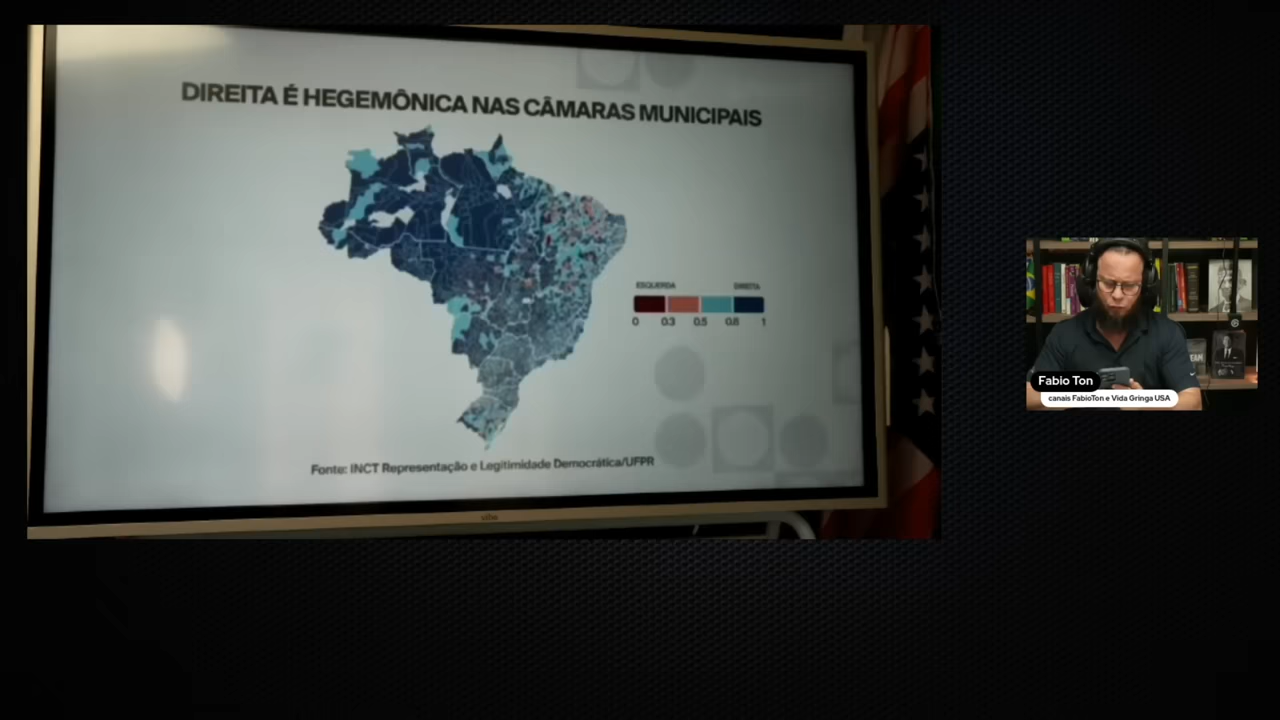 DIREITA É HEGEMÔNICA NAS CÂMARAS MUNICIPAIS
ESQUERDA DIREITA
0 0.3 0.5 0.8 1
Fonte: INCT Representação e Legitimidade Democrática/UFPR
Fabio Ton
canais FabioTon e Vida Gringa USA